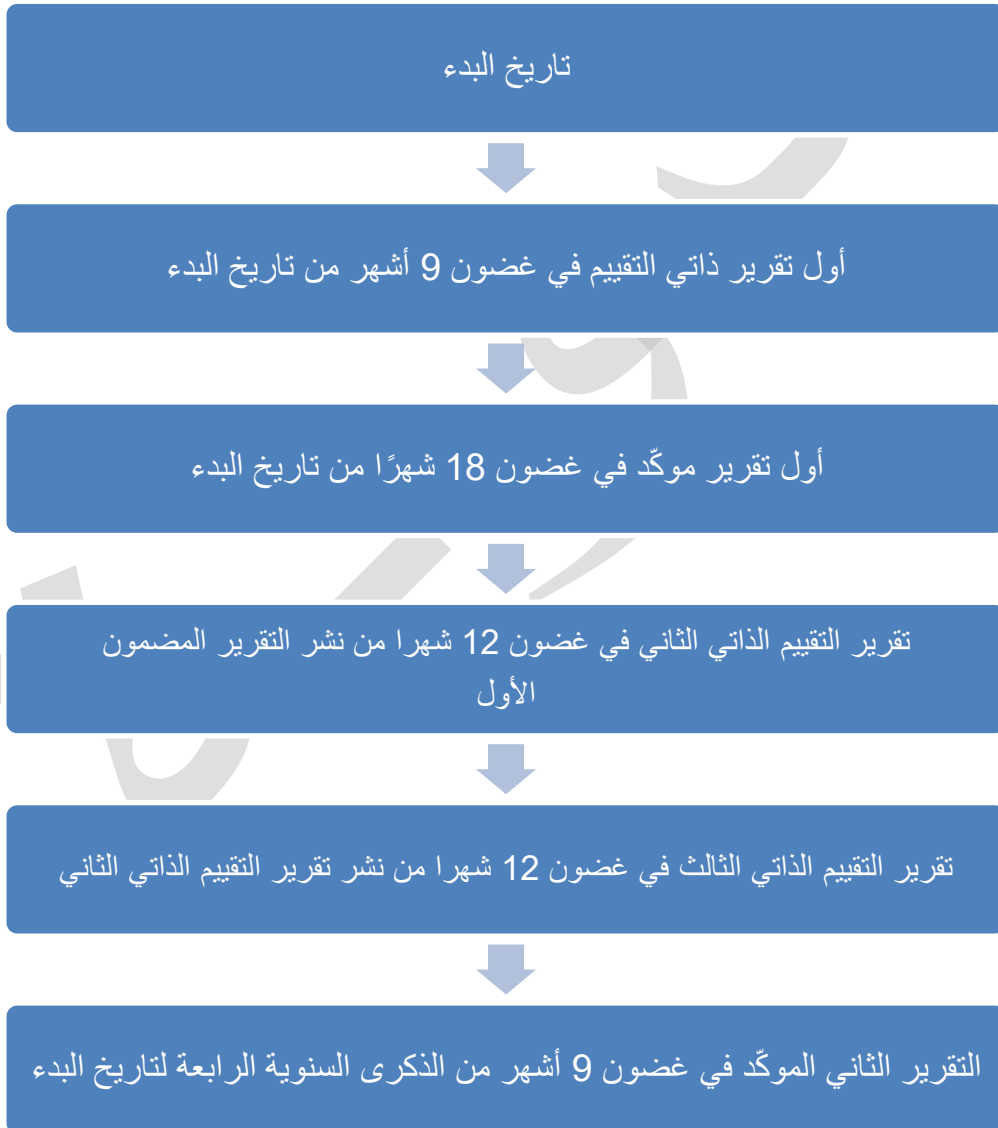 تاريخ البدء
أول تقرير ذاتي التقييم في غضون 9 أشهر من تاريخ البدء
أول تقرير موكّد في غضون 18 شهرًا من تاريخ البدء
تقرير التقييم الذاتي الثاني في غضون 12 شهرا من نشر التقرير المضمون
الأول
تقرير التقييم الذاتي الثالث في غضون 12 شهرا من نشر تقرير التقييم الذاتي الثاني
التقرير الثاني الموكّد في غضون 9 أشهر من الذكرى السنوية الرابعة لتاريخ البدء